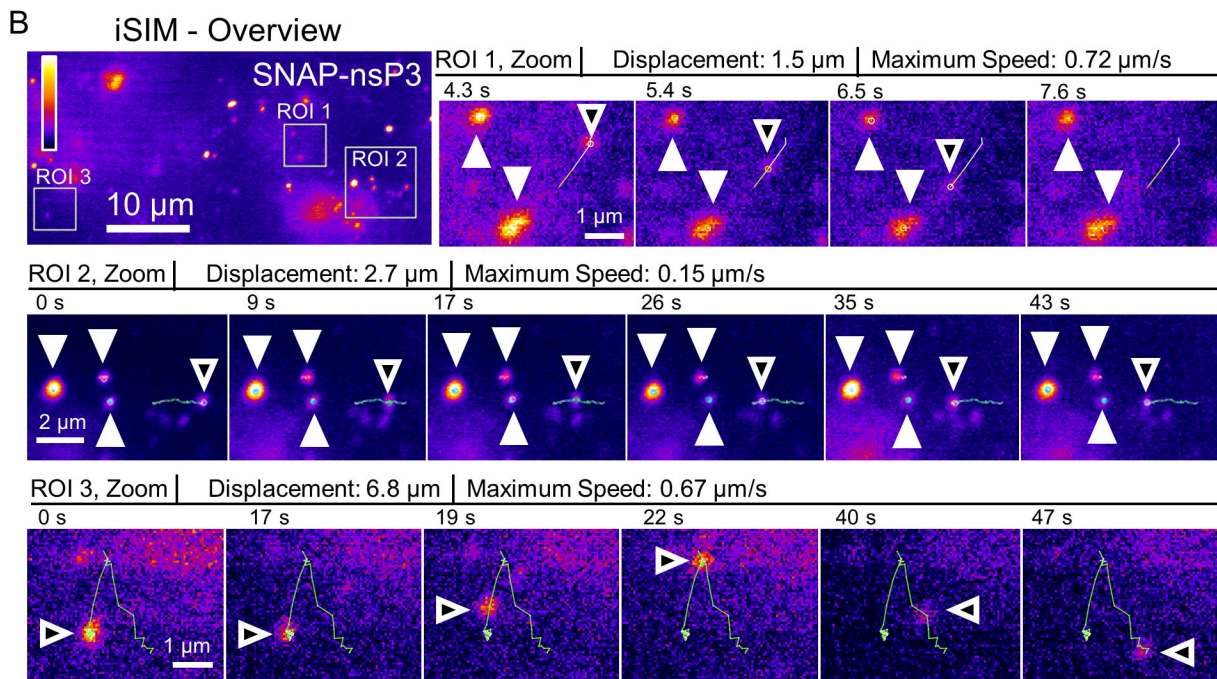 B
iSIM - Overview
SNAP-nsP3
ROI 1
ROI 2
ROI 3
10 µm
ROI 1, Zoom | Displacement: 1.5 µm | Maximum Speed: 0.72 µm/s
4.3 s 5.4 s 6.5 s 7.6 s
1 µm
ROI 2, Zoom | Displacement: 2.7 µm | Maximum Speed: 0.15 µm/s
0 s 9 s 17 s 26 s 35 s 43 s
2 µm
ROI 3, Zoom | Displacement: 6.8 µm | Maximum Speed: 0.67 µm/s
0 s 17 s 19 s 22 s 40 s 47 s
1 µm